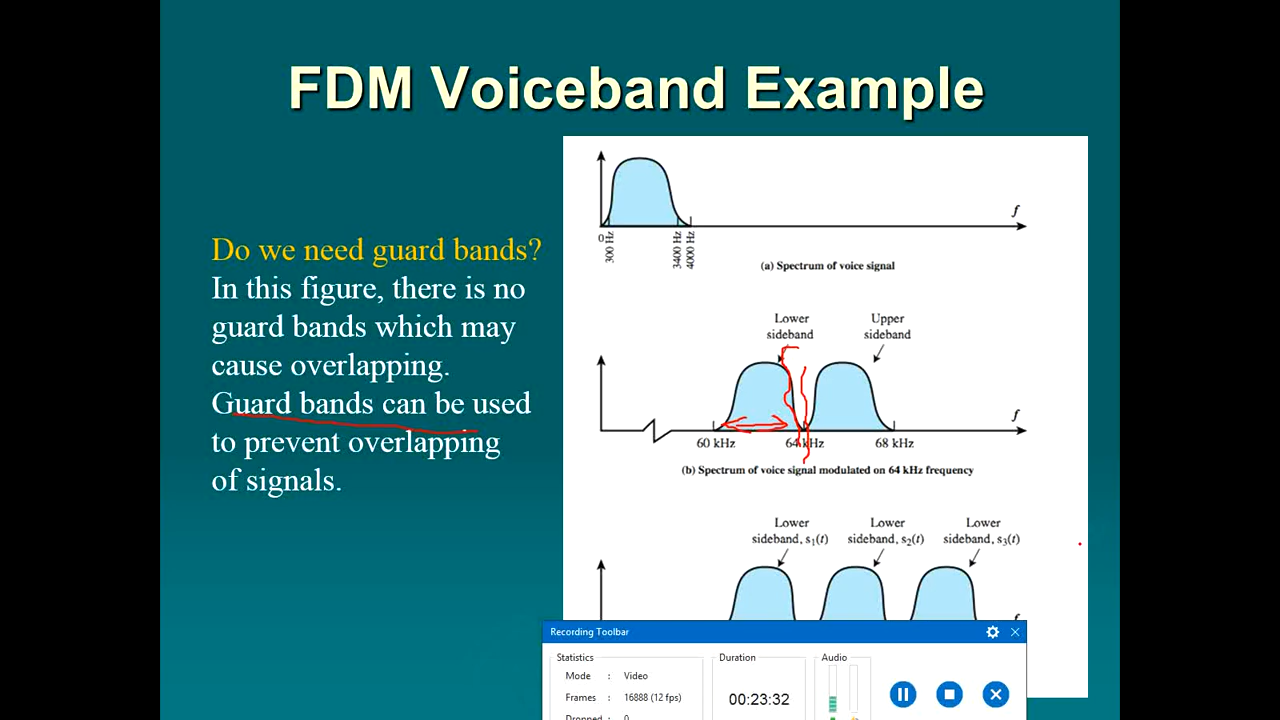 FDM Voiceband Example
Do we need guard bands?
In this figure, there is no
guard bands which may
cause overlapping.
Guard bands can be used
to prevent overlapping
of signals.
f
0
300 Hz
3400 Hz
4000 Hz
(a) Spectrum of voice signal
Lower
sideband
Upper
sideband
f
60 kHz
64 kHz
68 kHz
(b) Spectrum of voice signal modulated on 64 kHz frequency
Lower
sideband, s1(t)
Lower
sideband, s2(t)
Lower
sideband, s3(t)
Recording Toolbar
Statistics
Mode : Video
Frames : 16888 (12 fps)
Dropped : 0
Duration
00:23:32
Audio